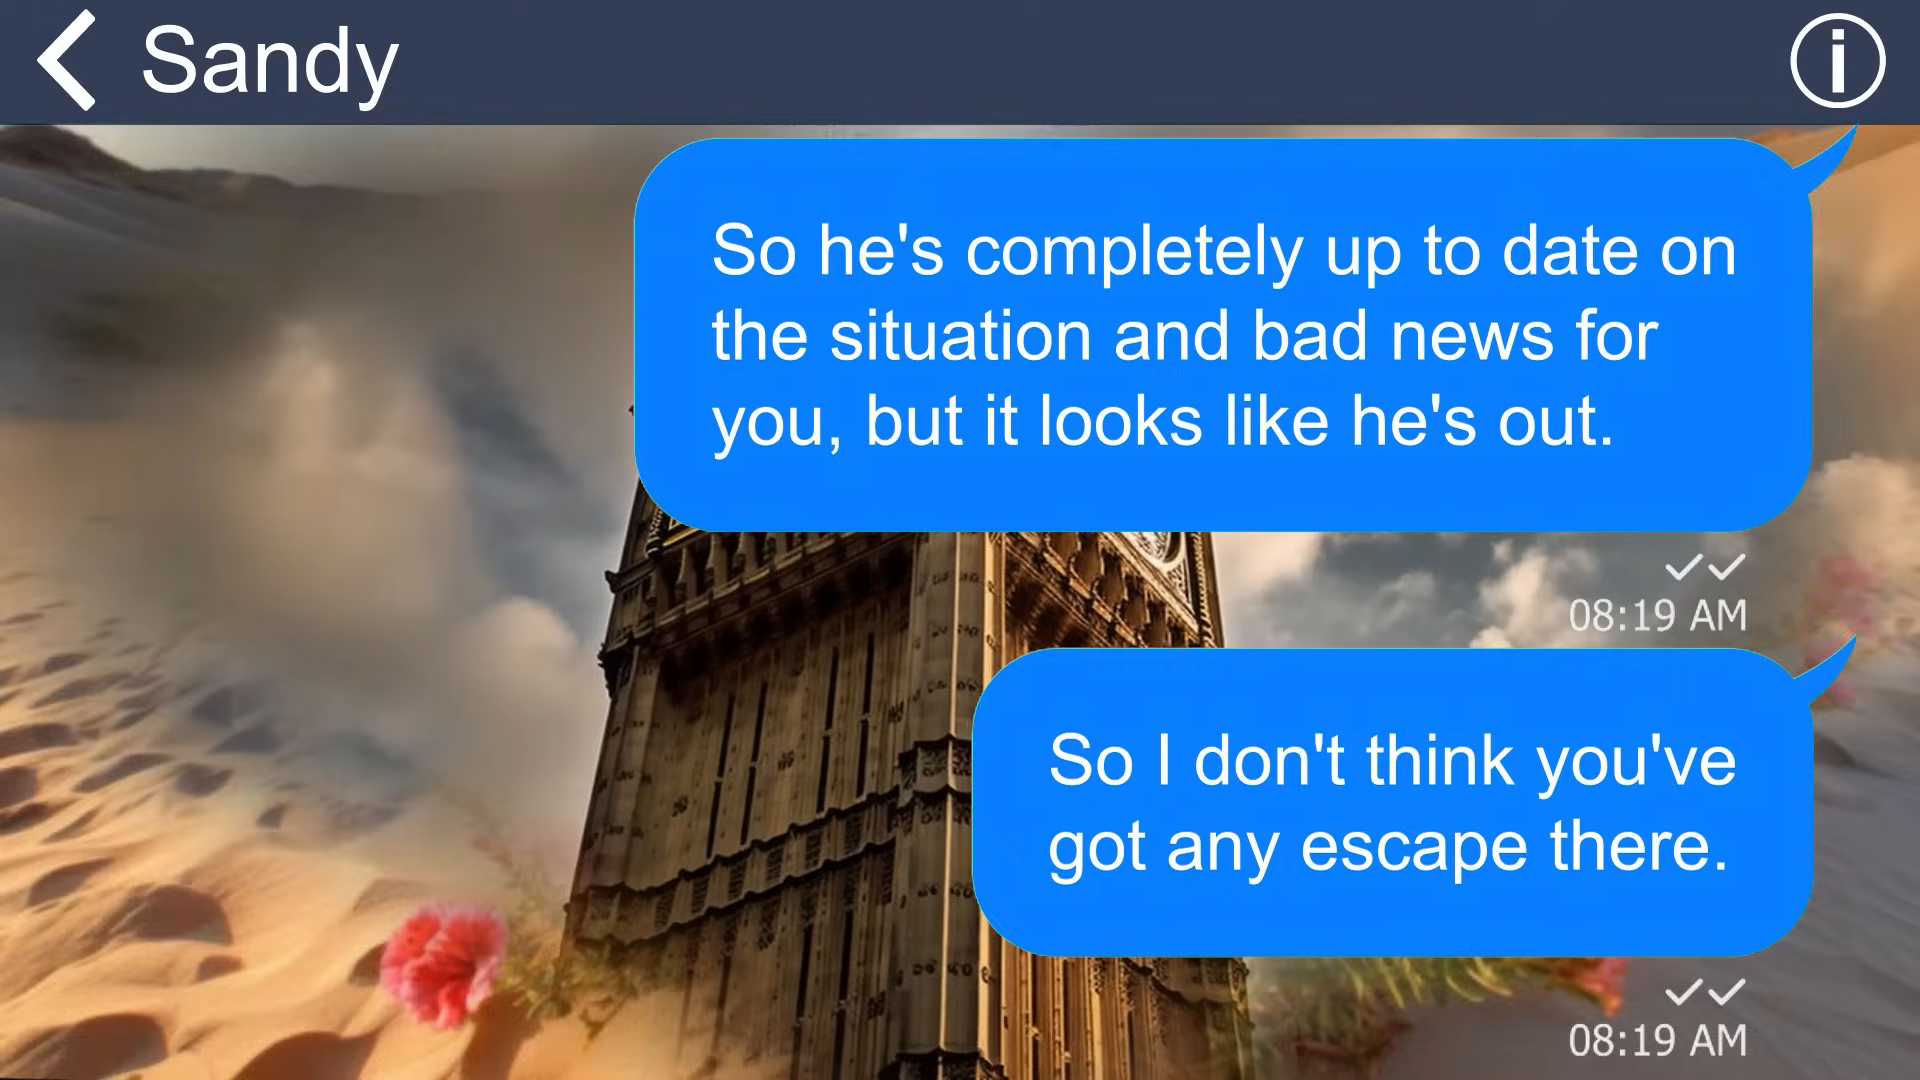 Sandy
So he's completely up to date on
the situation and bad news for
you, but it looks like he's out.
08:19 AM
So I don't think you've
got any escape there.
08:19 AM